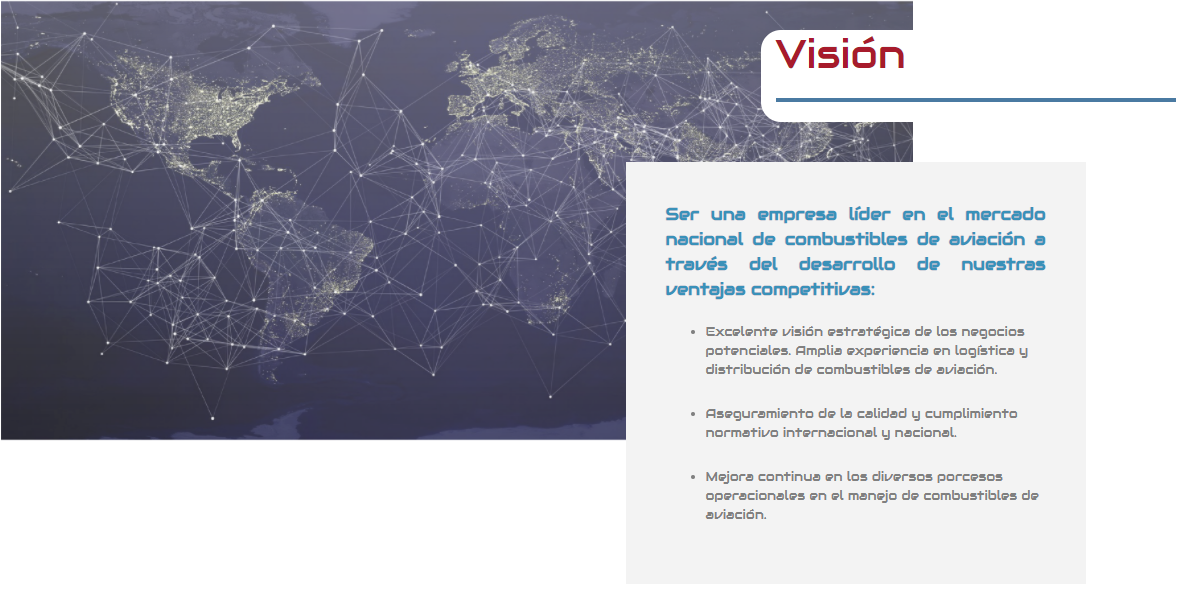 Visión
Ser una empresa líder en el mercado
nacional de combustibles de aviación a
través del desarrollo de nuestras
ventajas competitivas:
• Excelente visión estratégica de los negocios
potenciales. Amplia experiencia en logística y
distribución de combustibles de aviación.
• Aseguramiento de la calidad y cumplimiento
normativo internacional y nacional.
• Mejora continua en los diversos porcesos
operacionales en el manejo de combustibles de
aviación.